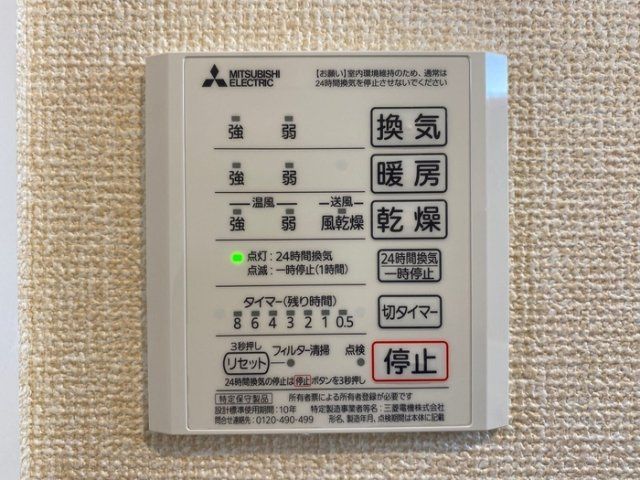 MITSUBISHI
ELECTRIC
【お願い】室内環境維持のため、通常は
24時間換気を停止させないでください
強 弱 換気
強 弱 暖房
温風 送風
強 弱 風乾燥 乾燥
点灯：24時間換気
点滅：一時停止(1時間)
24時間換気
一時停止
タイマー(残り時間)
8 6 4 3 2 1 0.5
切タイマー
3秒押し
リセット フィルター清掃 点検
停止
24時間換気の停止は停止ボタンを3秒押し
特定保守製品 所有者票による所有者登録が必要です
設計標準使用期間：10年 特定製造事業者等名：三菱電機株式会社
問合せ連絡先：0120-490-499 形名、製造年月、点検期間は本体に記載